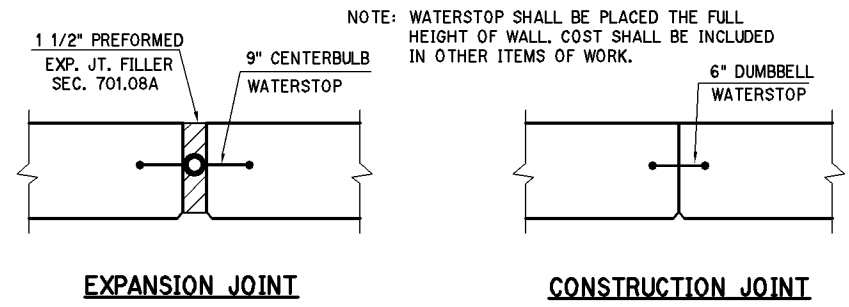 NOTE: WATERSTOP SHALL BE PLACED THE FULL
HEIGHT OF WALL. COST SHALL BE INCLUDED
IN OTHER ITEMS OF WORK.
1 1/2" PREFORMED
EXP. JT. FILLER
SEC. 701.08A
9" CENTERBULB
WATERSTOP
6" DUMBBELL
WATERSTOP
EXPANSION JOINT
CONSTRUCTION JOINT